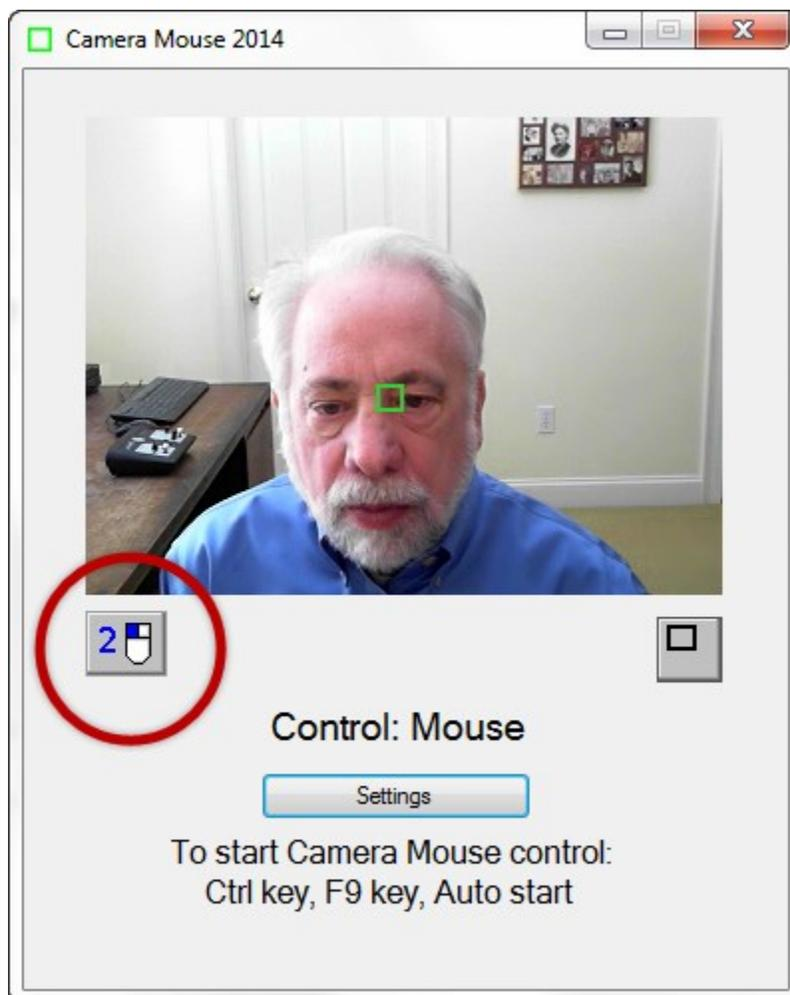 Camera Mouse 2014
2
Control: Mouse
Settings
To start Camera Mouse control:
Ctrl key, F9 key, Auto start